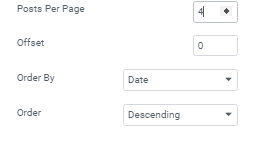 Posts Per Page 4
Offset 0
Order By Date
Order Descending